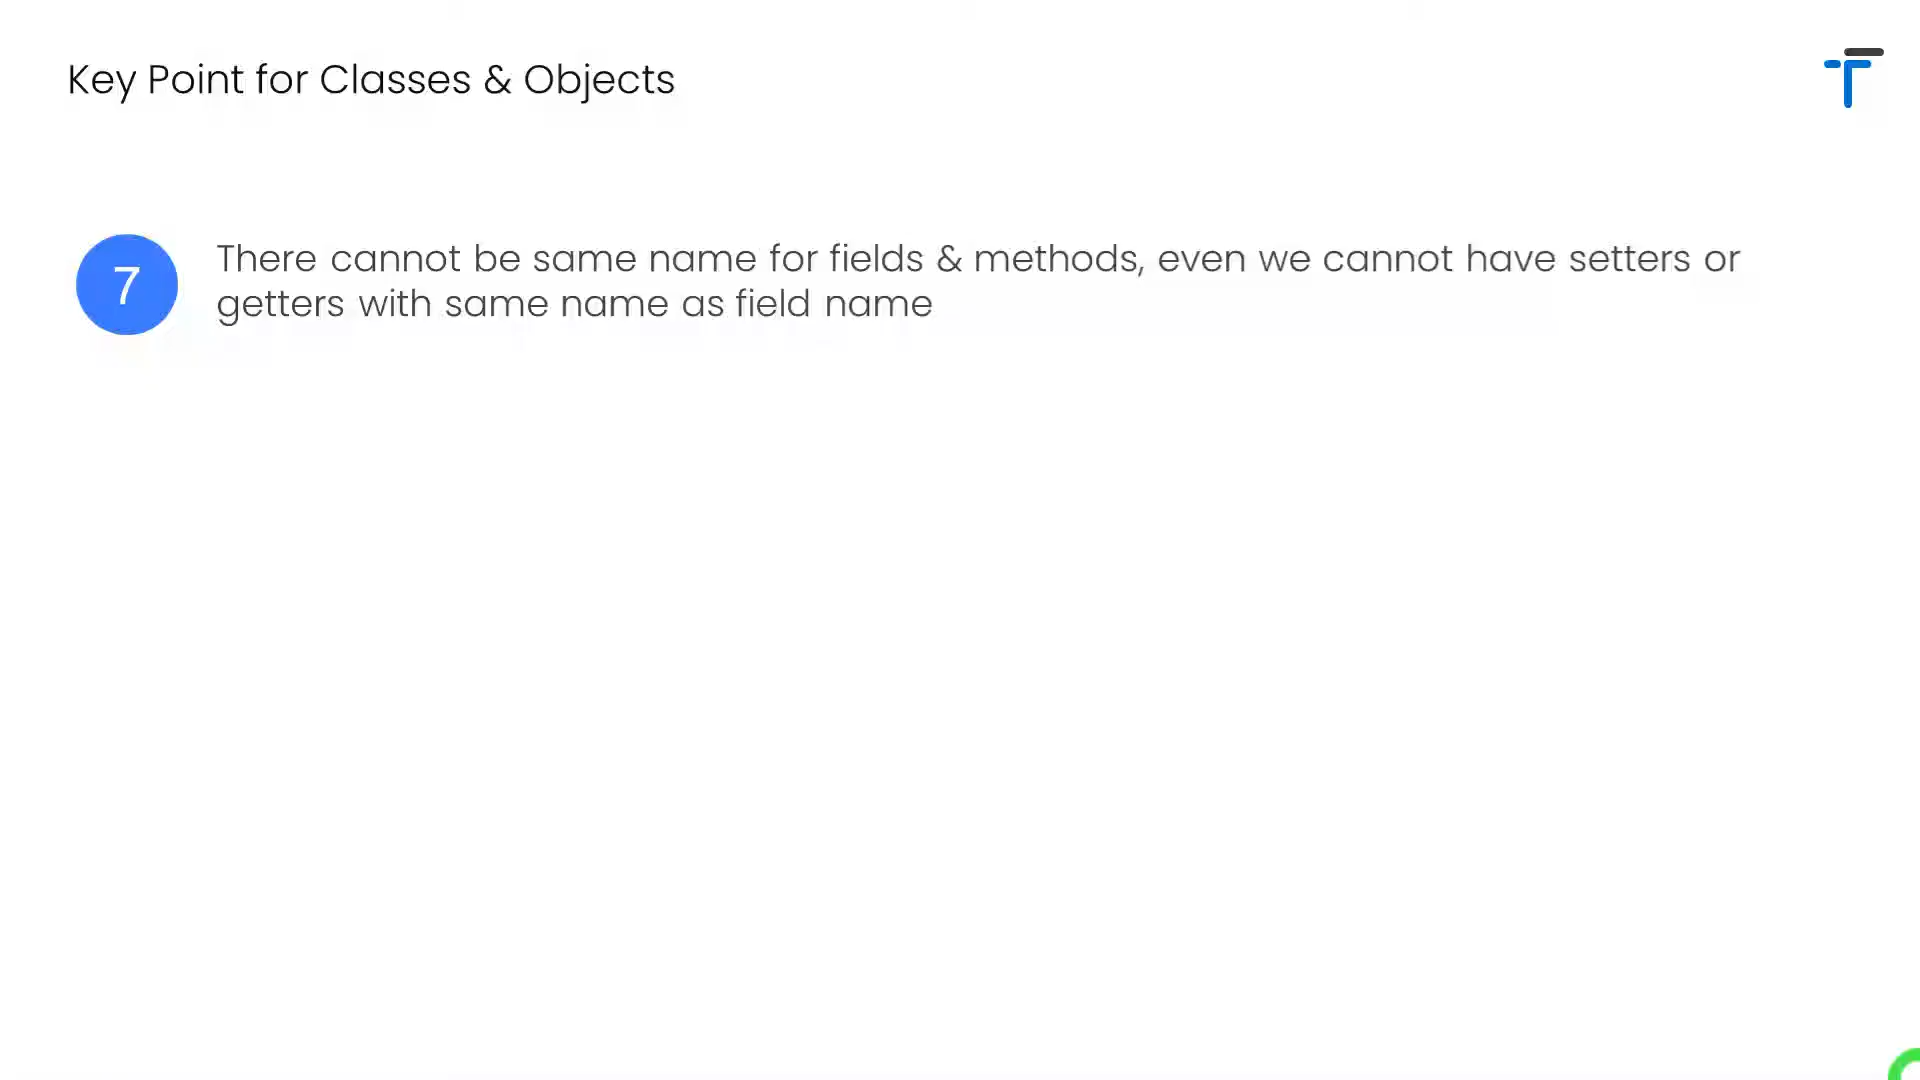 Key Point for Classes & Objects
7
There cannot be same name for fields & methods, even we cannot have setters or
getters with same name as field name